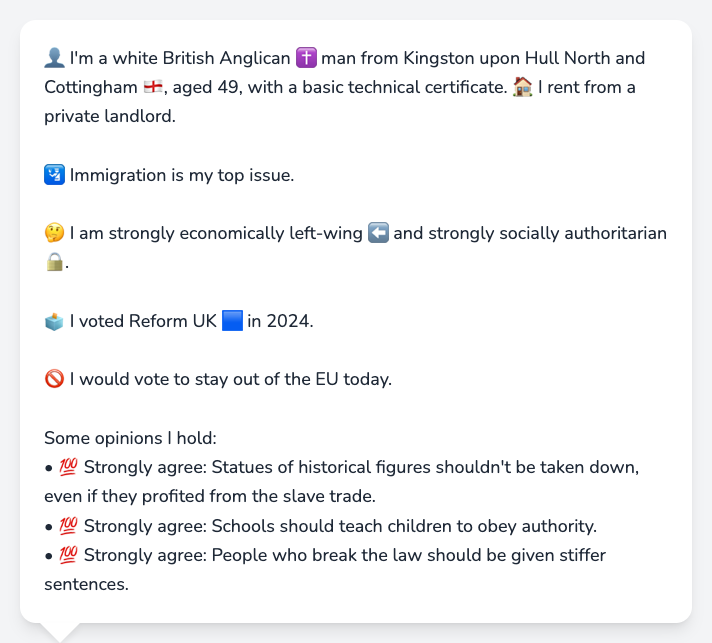 👤 I'm a white British Anglican ✝️ man from Kingston upon Hull North and
Cottingham 🏴󠁧󠁢󠁥󠁮󠁧󠁿, aged 49, with a basic technical certificate. 🏠 I rent from a
private landlord.
🛂 Immigration is my top issue.
🤔 I am strongly economically left-wing ⬅️ and strongly socially authoritarian
🔒.
🗳️ I voted Reform UK 🟦 in 2024.
🚫 I would vote to stay out of the EU today.
Some opinions I hold:
• 💯 Strongly agree: Statues of historical figures shouldn't be taken down,
even if they profited from the slave trade.
• 💯 Strongly agree: Schools should teach children to obey authority.
• 💯 Strongly agree: People who break the law should be given stiffer
sentences.